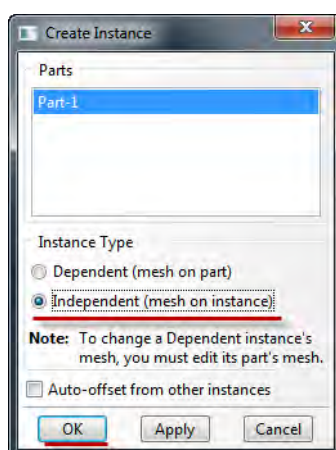 Create Instance
Parts
Part-1
Instance Type
Dependent (mesh on part)
Independent (mesh on instance)
Note: To change a Dependent instance's
mesh, you must edit its part's mesh.
Auto-offset from other instances
OK Apply Cancel